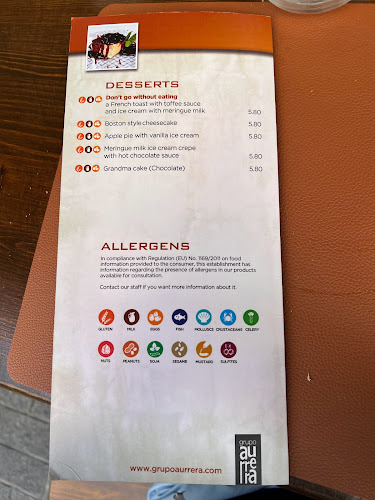 DESSERTS
Don't go without eating
a French toast with toffee sauce
and ice cream with meringue milk 5.80
Boston style cheesecake 5.80
Apple pie with vanilla ice cream 5.80
Meringue milk ice cream crepe
with hot chocolate sauce 5.80
Grandma cake (Chocolate) 5.80
ALLERGENS
In compliance with Regulation (EU) No. 1169/2011 on food
information provided to the consumer, this establishment has
information regarding the presence of allergens in our products
available for consultation.
Contact our staff if you want more information about it.
GLUTEN MILK EGGS FISH MOLLUSCS CRUSTACEANS CELERY
NUTS PEANUTS SOJA SESAME MUSTARD SULFITES
grupo
aurrera
www.grupoaurrera.com